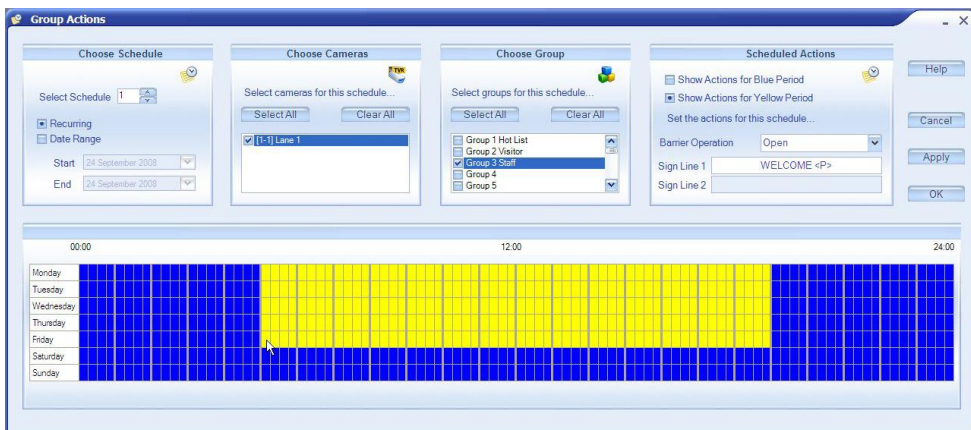 Group Actions
Choose Schedule
Select Schedule 1
Recurring
Date Range
Start 24 September 2008
End 24 September 2008
Choose Cameras
TVR
Select cameras for this schedule...
Select All Clear All
[1-1] Lane 1
Choose Group
Select groups for this schedule...
Select All Clear All
Group 1 Hot List
Group 2 Visitor
Group 3 Staff
Group 4
Group 5
Scheduled Actions
Show Actions for Blue Period
Show Actions for Yellow Period
Set the actions for this schedule...
Barrier Operation Open
Sign Line 1 WELCOME <P>
Sign Line 2
Help
Cancel
Apply
OK
00:00 12:00 24:00
Monday
Tuesday
Wednesday
Thursday
Friday
Saturday
Sunday